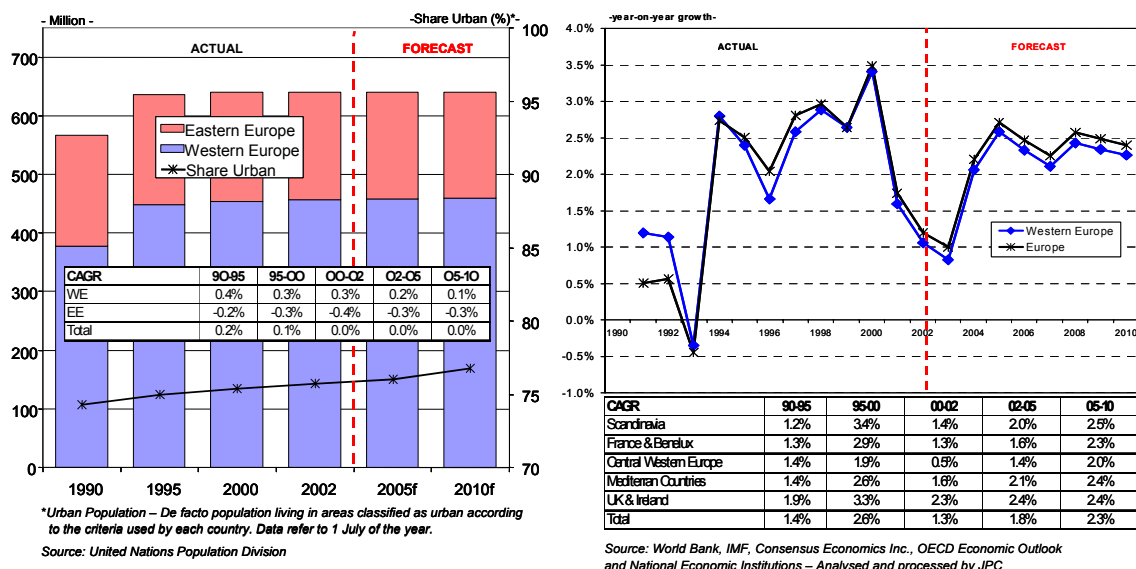 - Million -
-Share Urban (%)*-
ACTUAL
FORECAST
700
600
500
400
300
200
100
0
100
95
90
85
80
75
70
Eastern Europe
Western Europe
Share Urban
CAGR 9O-95 95-OO OO-O2 O2-O5 O5-1O
WE 0.4% 0.3% 0.3% 0.2% 0.1%
EE -0.2% -0.3% -0.4% -0.3% -0.3%
Total 0.2% 0.1% 0.0% 0.0% 0.0%
1990 1995 2000 2002 2005f 2010f
*Urban Population – De facto population living in areas classified as urban according
to the criteria used by each country. Data refer to 1 July of the year.
Source: United Nations Population Division
-year-on-year growth-
ACTUAL
FORECAST
4.0%
3.5%
3.0%
2.5%
2.0%
1.5%
1.0%
0.5%
0.0%
-0.5%
-1.0%
Western Europe
Europe
1990 1992 1994 1996 1998 2000 2002 2004 2006 2008 2010
CAGR 90-95 95-00 00-02 02-05 05-10
Scandinavia 1.2% 3.4% 1.4% 2.0% 2.5%
France & Benelux 1.3% 2.9% 1.3% 1.6% 2.3%
Central Western Europe 1.4% 1.9% 0.5% 1.4% 2.0%
Mediterran Countries 1.4% 2.6% 1.6% 2.1% 2.4%
UK & Ireland 1.9% 3.3% 2.3% 2.4% 2.4%
Total 1.4% 2.6% 1.3% 1.8% 2.3%
Source: World Bank, IMF, Consensus Economics Inc., OECD Economic Outlook
and National Economic Institutions – Analysed and processed by JPC